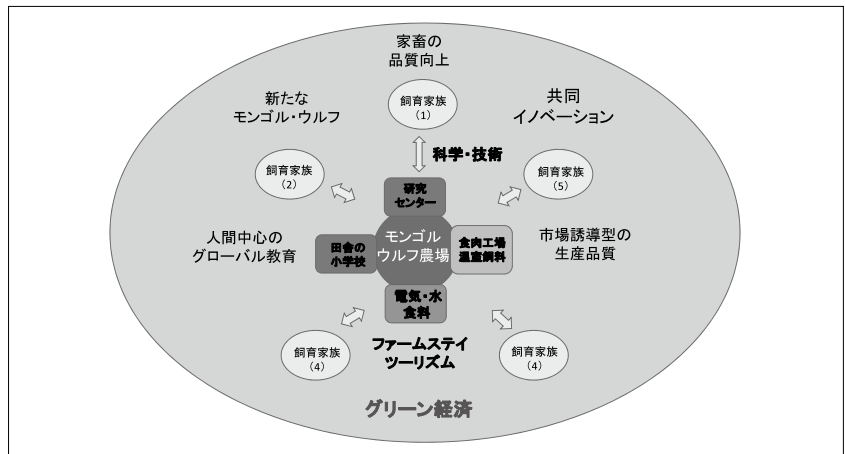 家畜の
品質向上
新たな
モンゴル・ウルフ
飼育家族
(1)
共同
イノベーション
科学・技術
飼育家族
(2)
飼育家族
(5)
研究
センター
人間中心の
グローバル教育
田舎の
小学校
モンゴル
ウルフ農場
食肉工場
温室飼料
市場誘導型の
生産品質
電気・水
食料
飼育家族
(4)
ファームステイ
ツーリズム
飼育家族
(4)
グリーン経済